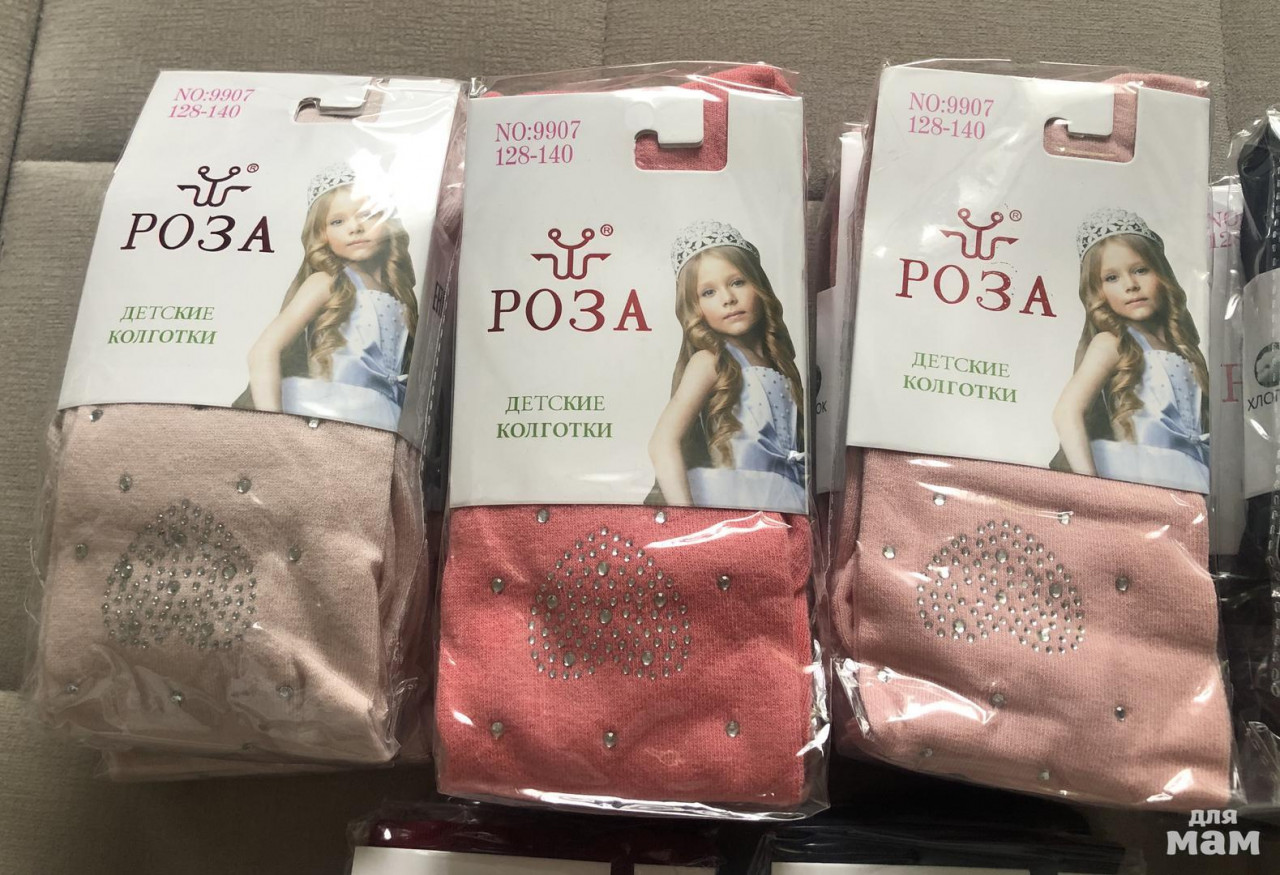 NO:9907
128-140
®
РОЗА
ДЕТСКИЕ
КОЛГОТКИ
EAC
NO:9907
128-140
®
РОЗА
ДЕТСКИЕ
КОЛГОТКИ
NO:9907
128-140
®
РОЗА
ДЕТСКИЕ
КОЛГОТКИ
для
мам